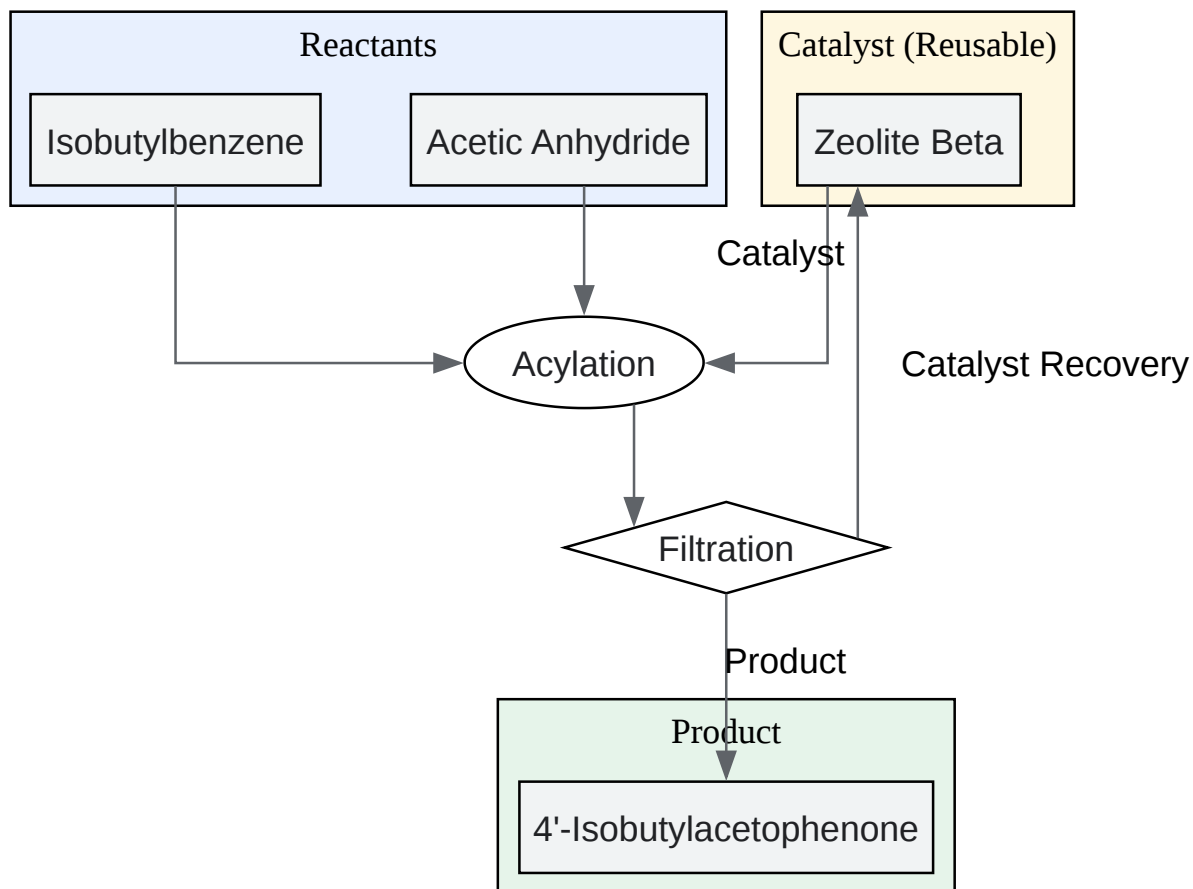 Reactants
Catalyst (Reusable)
Isobutylbenzene
Acetic Anhydride
Zeolite Beta
Catalyst
Acylation
Catalyst Recovery
Filtration
Product
Product
4'-Isobutylacetophenone